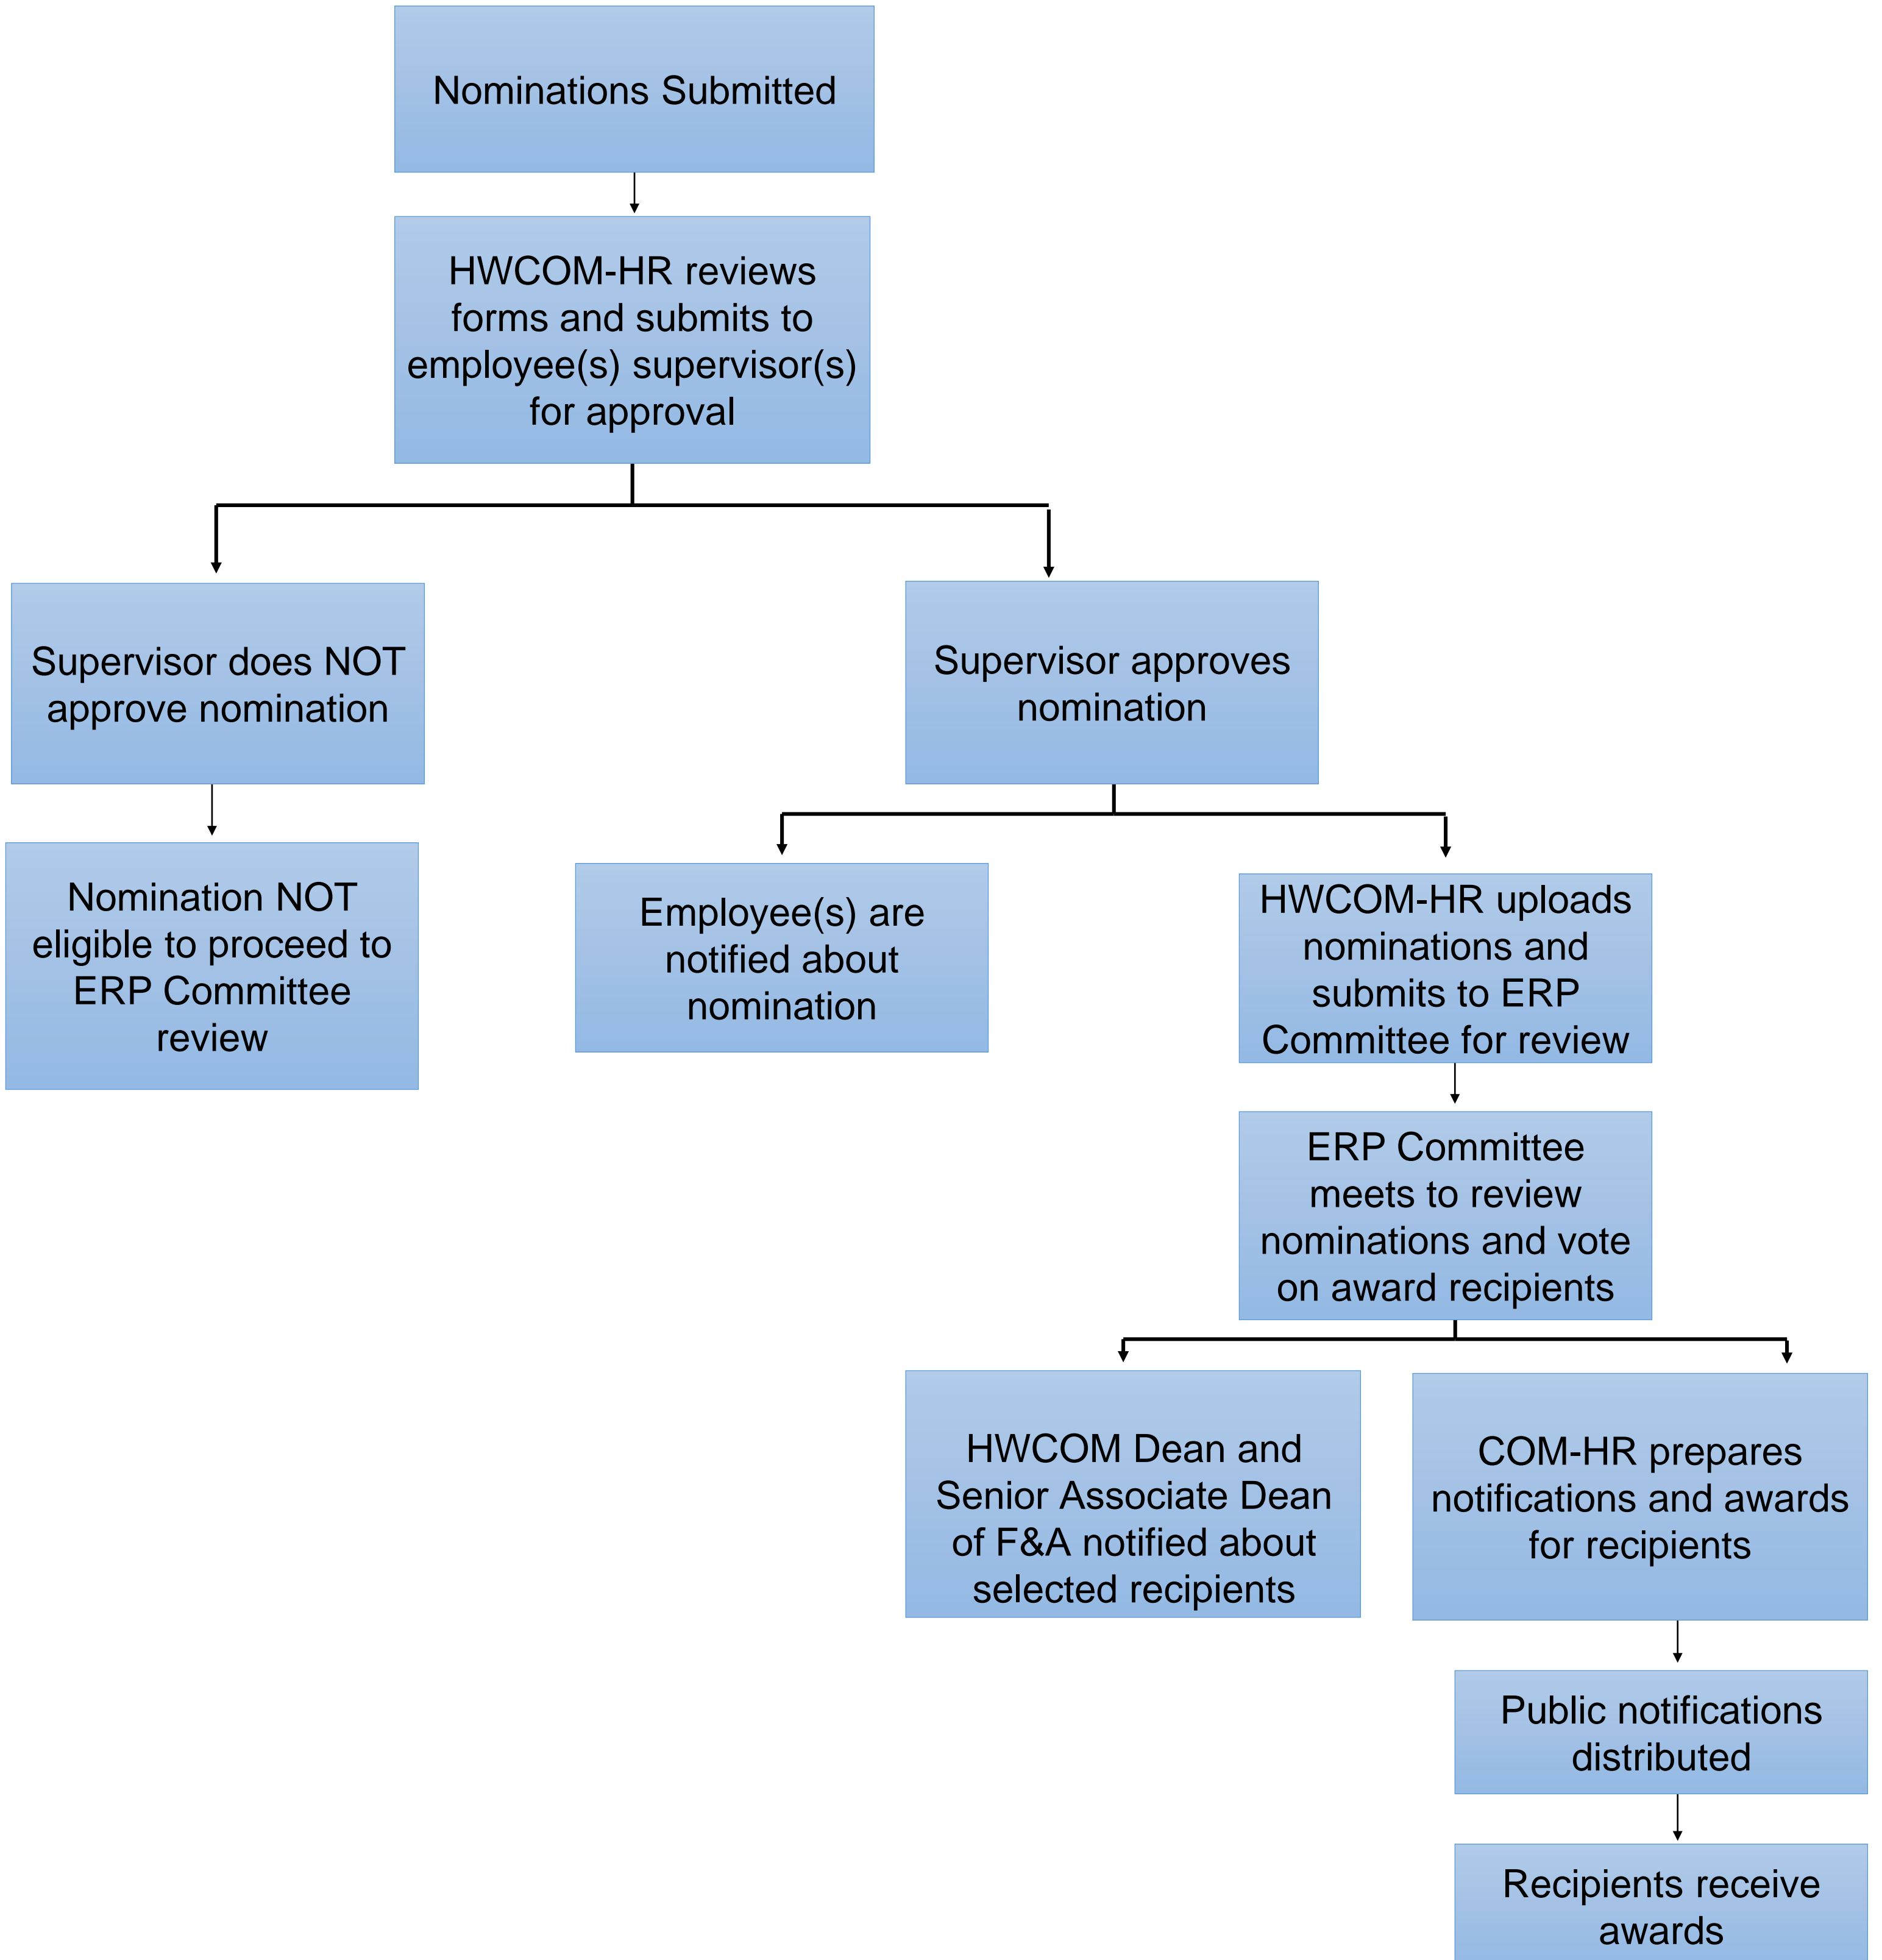 Nominations Submitted
HWCOM-HR reviews
forms and submits to
employee(s) supervisor(s)
for approval
Supervisor does NOT
approve nomination
Supervisor approves
nomination
Nomination NOT
eligible to proceed to
ERP Committee
review
Employee(s) are
notified about
nomination
HWCOM-HR uploads
nominations and
submits to ERP
Committee for review
ERP Committee
meets to review
nominations and vote
on award recipients
HWCOM Dean and
Senior Associate Dean
of F&A notified about
selected recipients
COM-HR prepares
notifications and awards
for recipients
Public notifications
distributed
Recipients receive
awards